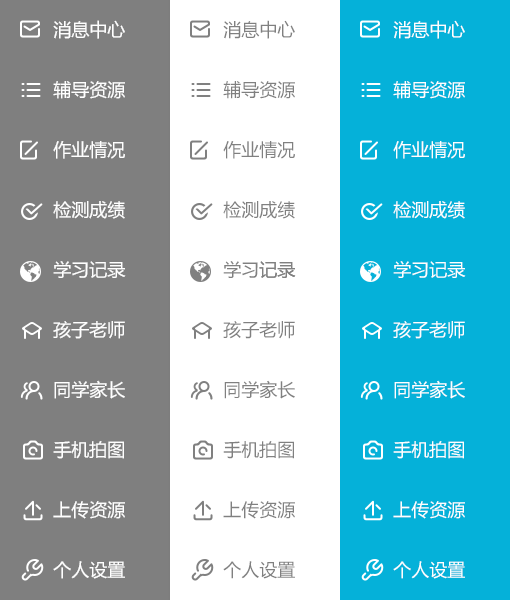 消息中心 消息中心 消息中心
辅导资源 辅导资源 辅导资源
作业情况 作业情况 作业情况
检测成绩 检测成绩 检测成绩
学习记录 学习记录 学习记录
孩子老师 孩子老师 孩子老师
同学家长 同学家长 同学家长
手机拍图 手机拍图 手机拍图
上传资源 上传资源 上传资源
个人设置 个人设置 个人设置